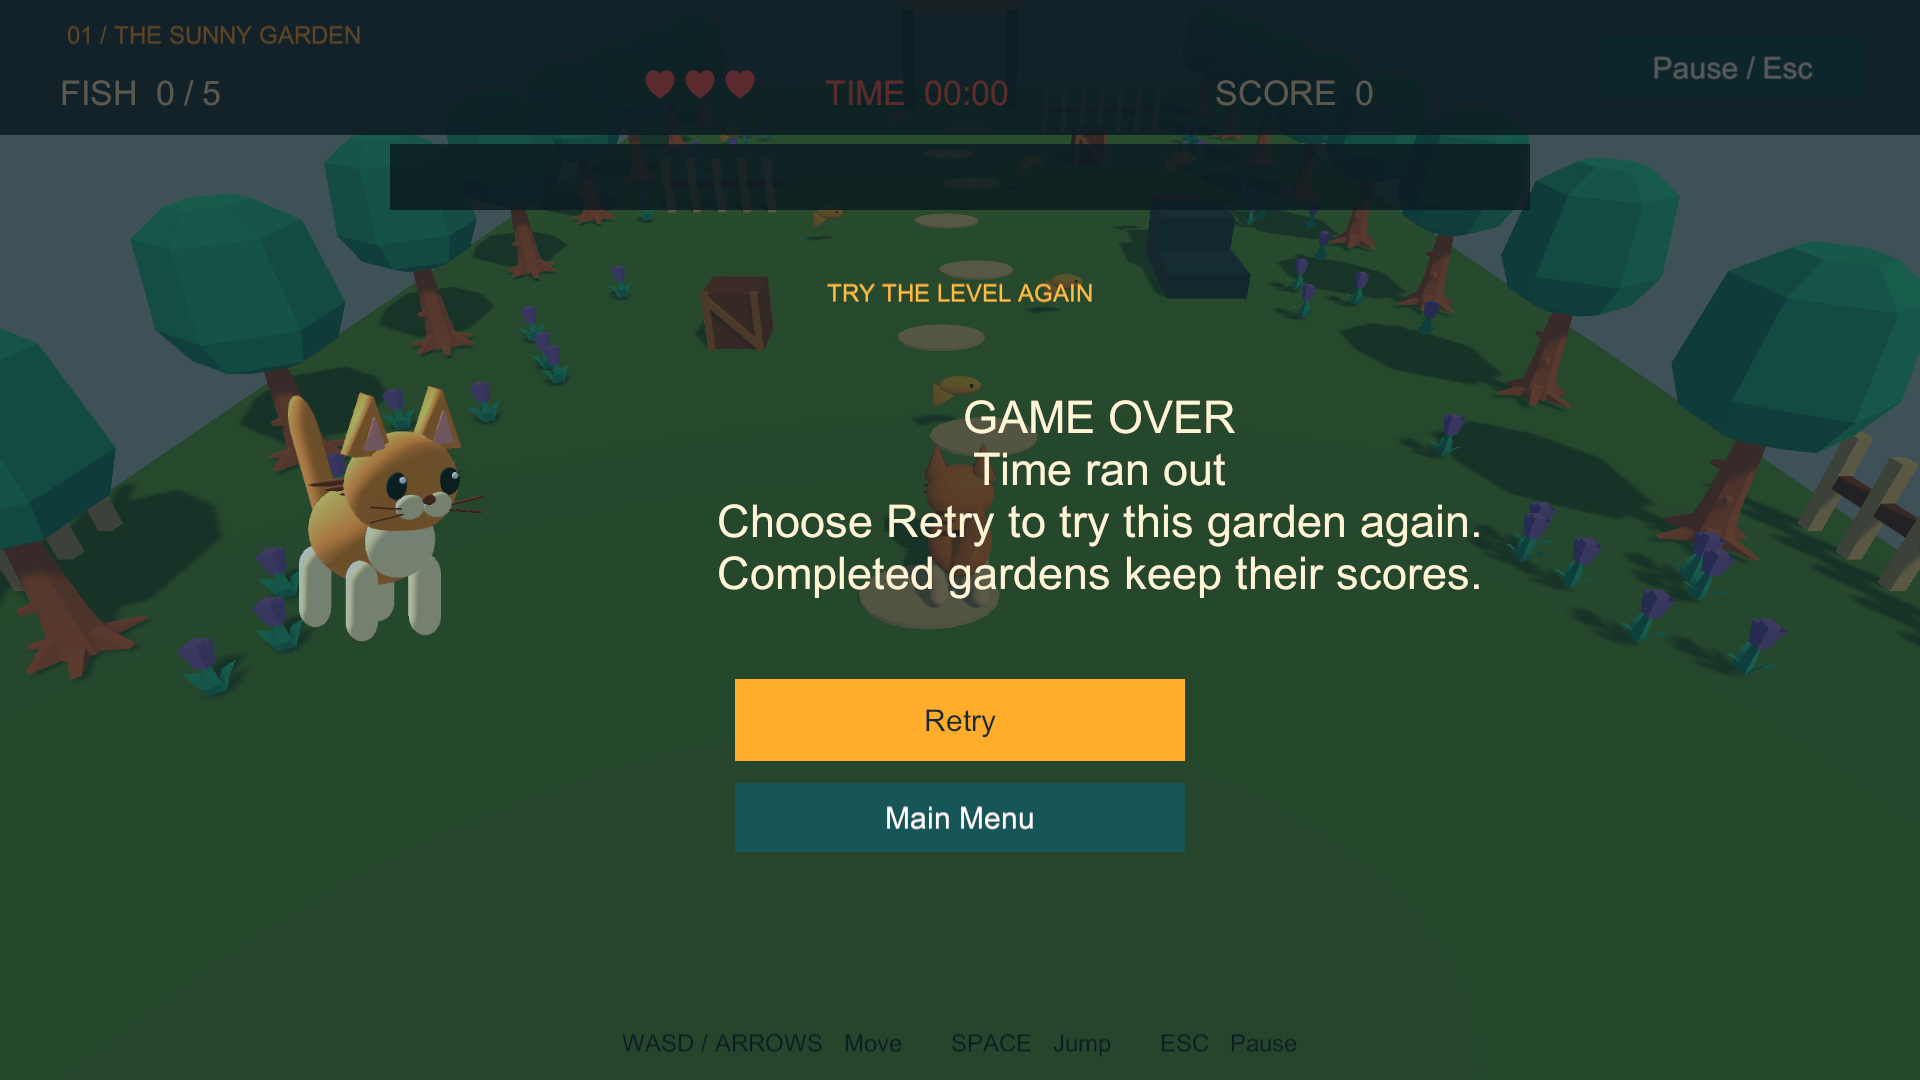 01 / THE SUNNY GARDEN
FISH 0 / 5
TIME 00:00
SCORE 0
Pause / Esc
TRY THE LEVEL AGAIN
GAME OVER
Time ran out
Choose Retry to try this garden again.
Completed gardens keep their scores.
Retry
Main Menu
WASD / ARROWS Move SPACE Jump ESC Pause